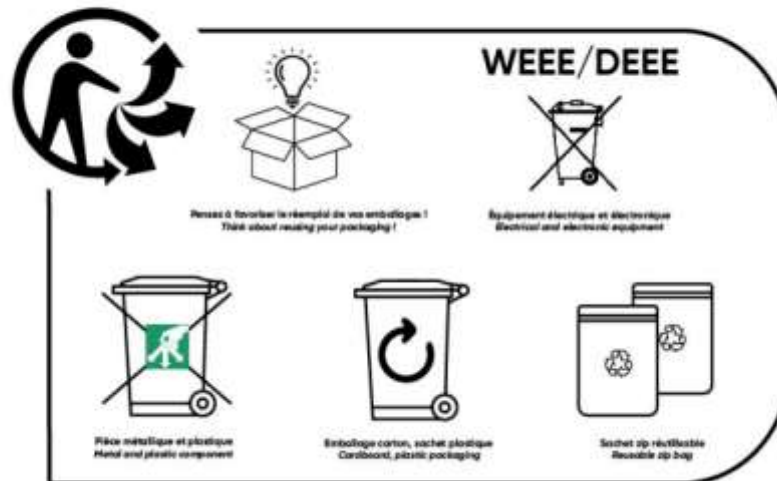 WEEE/DEEE
Pensez à favoriser le réemploi de vos emballages !
Think about reusing your packaging !
Équipement électrique et électronique
Electrical and electronic equipment
Pièce métallique et plastique
Metal and plastic component
Emballage carton, sachet plastique
Cardboard, plastic packaging
Sachet zip réutilisable
Reusable zip bag